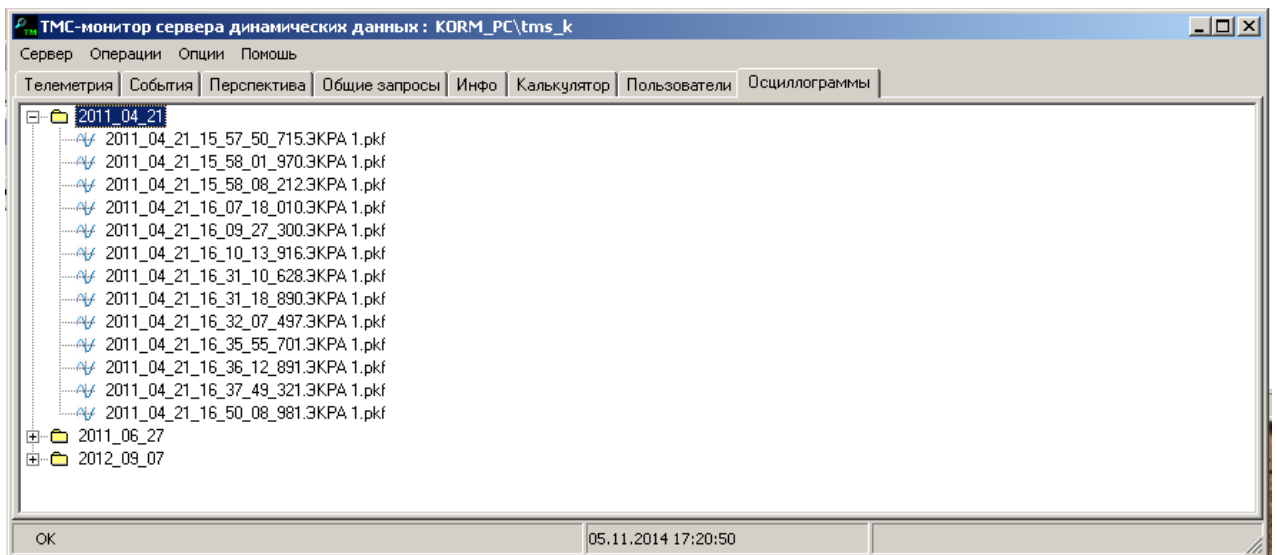 ТМС-монитор сервера динамических данных : KORM_PC\tms_k
Сервер Операции Опции Помошь
Телеметрия События Перспектива Общие запросы Инфо Калькулятор Пользователи Осциллограммы
2011_04_21
2011_04_21_15_57_50_715.ЭКРА 1.pkf
2011_04_21_15_58_01_970.ЭКРА 1.pkf
2011_04_21_15_58_08_212.ЭКРА 1.pkf
2011_04_21_16_07_18_010.ЭКРА 1.pkf
2011_04_21_16_09_27_300.ЭКРА 1.pkf
2011_04_21_16_10_13_916.ЭКРА 1.pkf
2011_04_21_16_31_10_628.ЭКРА 1.pkf
2011_04_21_16_31_18_890.ЭКРА 1.pkf
2011_04_21_16_32_07_497.ЭКРА 1.pkf
2011_04_21_16_35_55_701.ЭКРА 1.pkf
2011_04_21_16_36_12_891.ЭКРА 1.pkf
2011_04_21_16_37_49_321.ЭКРА 1.pkf
2011_04_21_16_50_08_981.ЭКРА 1.pkf
2011_06_27
2012_09_07
OK 05.11.2014 17:20:50